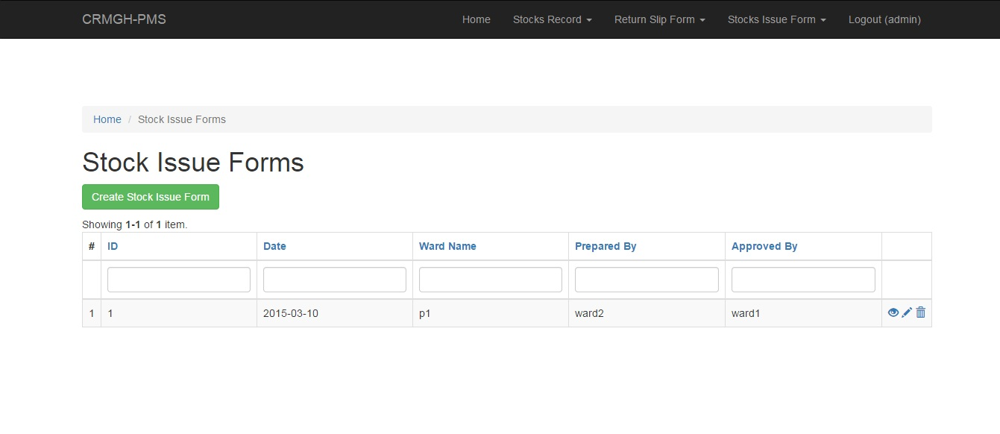 CRMGH-PMS Home Stocks Record Return Slip Form Stocks Issue Form Logout (admin)
Home / Stock Issue Forms
Stock Issue Forms
Create Stock Issue Form
Showing 1-1 of 1 item.
# ID Date Ward Name Prepared By Approved By
1 1 2015-03-10 p1 ward2 ward1